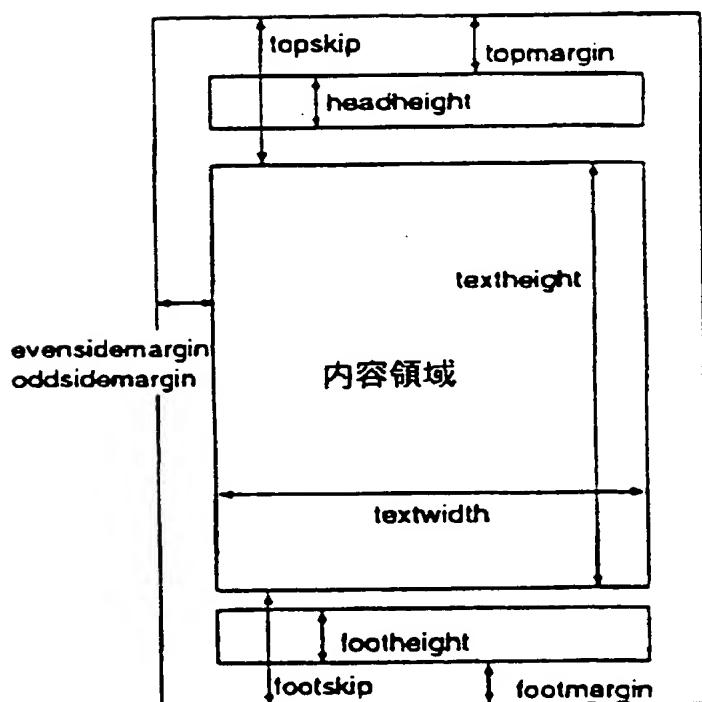 topskip
topmargin
headheight
textheight
evensidemargin
oddsidemargin
内容領域
textwidth
footheight
footskip
footmargin